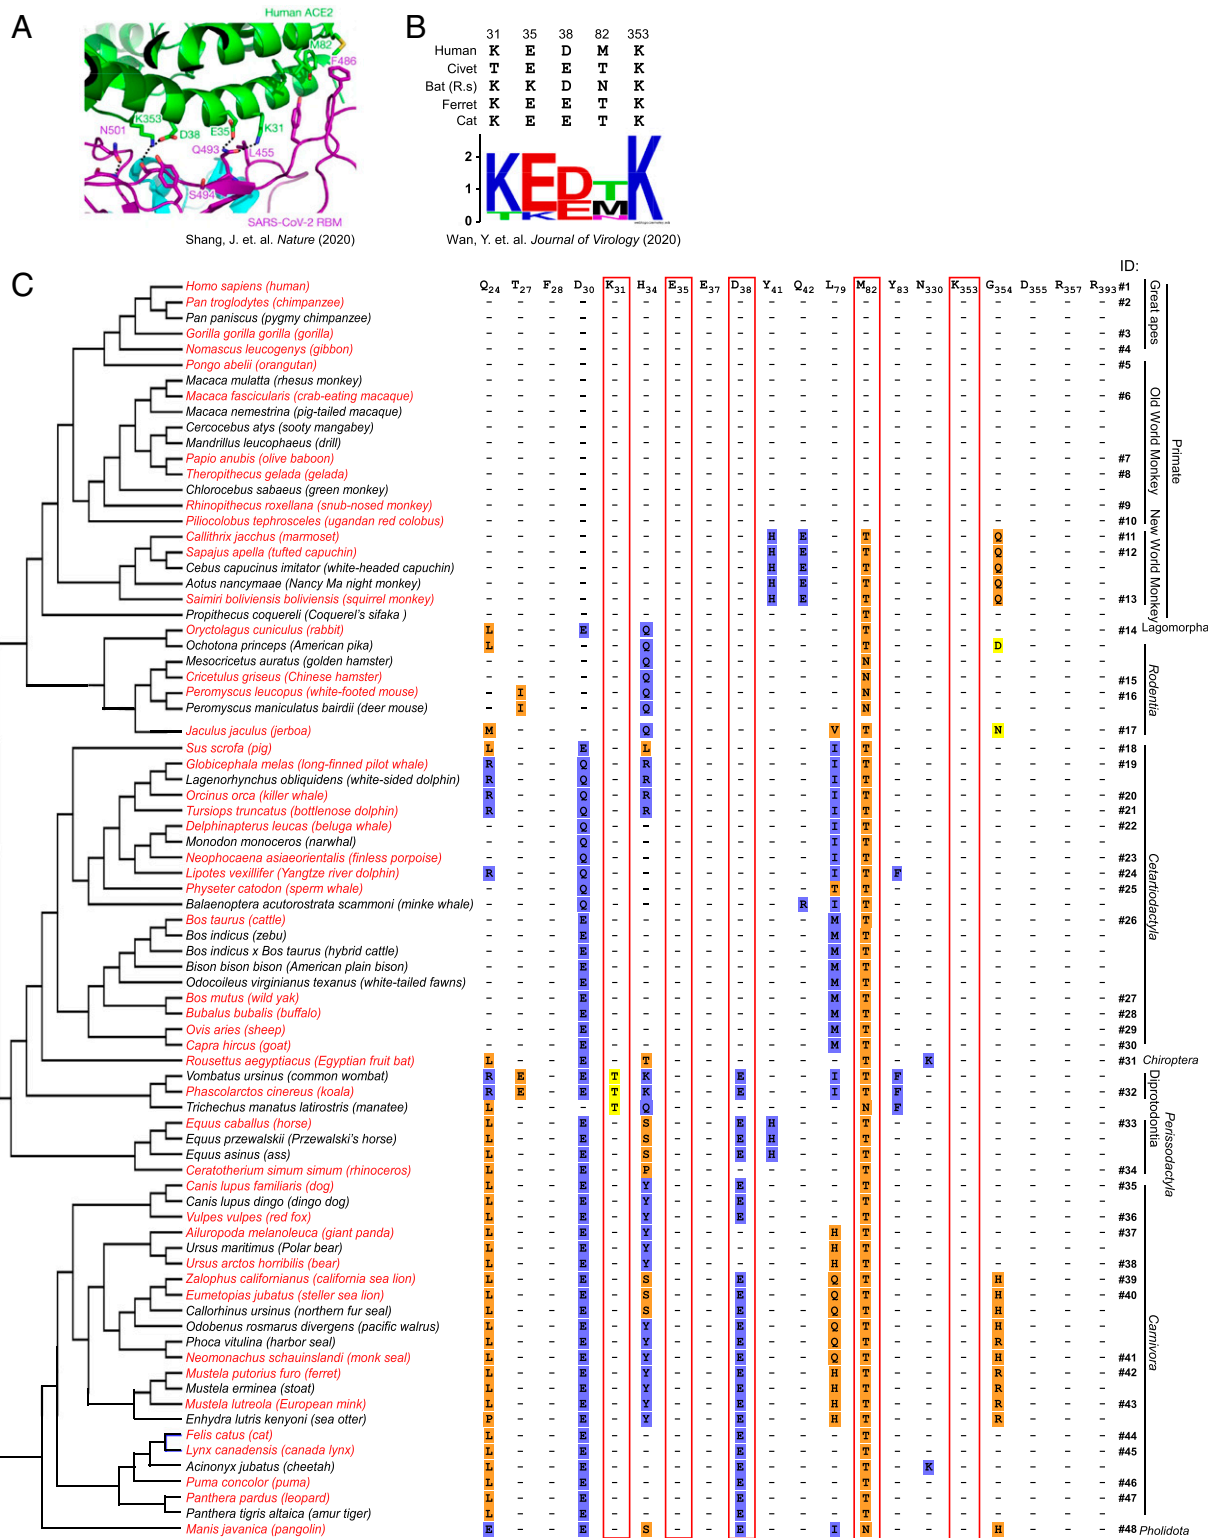 A
Human ACE2
M82
F486
K353
N501
D38
E35
K31
Q493
L455
S494
SARS-CoV-2 RBM
Shang, J. et. al. Nature (2020)
B
31 35 38 82 353
Human K E D M K
Civet T E E T K
Bat (R.s) K K D N K
Ferret K E E T K
Cat K E E T K
2
1
0
K E D T K
T K E M N
Wan, Y. et. al. Journal of Virology (2020)
C
ID:
Homo sapiens (human) Q24 T27 F28 D30 K31 H34 E35 E37 D38 Y41 Q42 L79 M82 Y83 N330 K353 G354 D355 R357 R393 #1
Pan troglodytes (chimpanzee) – – – – – – – – – – – – – – – – – – – – #2
Pan paniscus (pygmy chimpanzee) – – – – – – – – – – – – – – – – – – – –
Gorilla gorilla gorilla (gorilla) – – – – – – – – – – – – – – – – – – – – #3
Nomascus leucogenys (gibbon) – – – – – – – – – – – – – – – – – – – – #4
Pongo abelii (orangutan) – – – – – – – – – – – – – – – – – – – – #5
Macaca mulatta (rhesus monkey) – – – – – – – – – – – – – – – – – – – –
Macaca fascicularis (crab-eating macaque) – – – – – – – – – – – – – – – – – – – – #6
Macaca nemestrina (pig-tailed macaque) – – – – – – – – – – – – – – – – – – – –
Cercocebus atys (sooty mangabey) – – – – – – – – – – – – – – – – – – – –
Mandrillus leucophaeus (drill) – – – – – – – – – – – – – – – – – – – –
Papio anubis (olive baboon) – – – – – – – – – – – – – – – – – – – – #7
Theropithecus gelada (gelada) – – – – – – – – – – – – – – – – – – – – #8
Chlorocebus sabaeus (green monkey) – – – – – – – – – – – – – – – – – – – –
Rhinopithecus roxellana (snub-nosed monkey) – – – – – – – – – – – – – – – – – – – – #9
Piliocolobus tephrosceles (ugandan red colobus) – – – – – – – – – – – – – – – – – – – – #10
Callithrix jacchus (marmoset) – – – – – – – – – H E – T – – – Q – – – #11
Sapajus apella (tufted capuchin) – – – – – – – – – H E – T – – – Q – – – #12
Cebus capucinus imitator (white-headed capuchin) – – – – – – – – – H E – T – – – Q – – –
Aotus nancymaae (Nancy Ma night monkey) – – – – – – – – – H E – T – – – Q – – –
Saimiri boliviensis boliviensis (squirrel monkey) – – – – – – – – – H E – T – – – Q – – – #13
Propithecus coquereli (Coquerel's sifaka ) – – – – – – – – – – – – T – – – – – – –
Oryctolagus cuniculus (rabbit) L – – E – Q – – – – – – T – – – – – – – #14 Lagomorpha
Ochotona princeps (American pika) L – – – – Q – – – – – – T – – – D – – –
Mesocricetus auratus (golden hamster) – – – – – Q – – – – – – N – – – – – – –
Cricetulus griseus (Chinese hamster) – – – – – Q – – – – – – N – – – – – – – #15
Peromyscus leucopus (white-footed mouse) – I – – – Q – – – – – – N – – – – – – – #16
Peromyscus maniculatus bairdii (deer mouse) – I – – – Q – – – – – – N – – – – – – –
Jaculus jaculus (jerboa) M – – – – Q – – – – – V T – – – N – – – #17
Sus scrofa (pig) L – – E – L – – – – – I T – – – – – – – #18
Globicephala melas (long-finned pilot whale) R – – Q – R – – – – – I T – – – – – – – #19
Lagenorhynchus obliquidens (white-sided dolphin) R – – Q – R – – – – – I T – – – – – – –
Orcinus orca (killer whale) R – – Q – R – – – – – I T – – – – – – – #20
Tursiops truncatus (bottlenose dolphin) R – – Q – R – – – – – I T – – – – – – – #21
Delphinapterus leucas (beluga whale) – – – Q – – – – – – – I T – – – – – – – #22
Monodon monoceros (narwhal) – – – Q – – – – – – – I T – – – – – – –
Neophocaena asiaeorientalis (finless porpoise) – – – Q – – – – – – – I T – – – – – – – #23
Lipotes vexillifer (Yangtze river dolphin) R – – Q – – – – – – – I T F – – – – – – #24
Physeter catodon (sperm whale) – – – Q – – – – – – – T T – – – – – – – #25
Balaenoptera acutorostrata scammoni (minke whale) – – – Q – – – – – – R I T – – – – – – –
Bos taurus (cattle) – – – E – – – – – – – M T – – – – – – – #26
Bos indicus (zebu) – – – E – – – – – – – M T – – – – – – –
Bos indicus x Bos taurus (hybrid cattle) – – – E – – – – – – – M T – – – – – – –
Bison bison bison (American plain bison) – – – E – – – – – – – M T – – – – – – –
Odocoileus virginianus texanus (white-tailed fawns) – – – E – – – – – – – M T – – – – – – –
Bos mutus (wild yak) – – – E – – – – – – – M T – – – – – – – #27
Bubalus bubalis (buffalo) – – – E – – – – – – – M T – – – – – – – #28
Ovis aries (sheep) – – – E – – – – – – – M T – – – – – – – #29
Capra hircus (goat) – – – E – – – – – – – M T – – – – – – – #30
Rousettus aegyptiacus (Egyptian fruit bat) L – – E – T – – – – – – T – K – – – – – #31 Chiroptera
Vombatus ursinus (common wombat) R E – E T K – – E – – I T F – – – – – –
Phascolarctos cinereus (koala) R E – E T K – – E – – I T F – – – – – – #32
Trichechus manatus latirostris (manatee) L – – – T Q – – – – – – N F – – – – – –
Equus caballus (horse) L – – E – S – – E H – – T – – – – – – – #33
Equus przewalskii (Przewalski's horse) L – – E – S – – E H – – T – – – – – – –
Equus asinus (ass) L – – E – S – – E H – – T – – – – – – –
Ceratotherium simum simum (rhinoceros) L – – E – P – – – – – – T – – – – – – – #34
Canis lupus familiaris (dog) L – – E – Y – – E – – – T – – – – – – – #35
Canis lupus dingo (dingo dog) L – – E – Y – – E – – – T – – – – – – –
Vulpes vulpes (red fox) L – – E – Y – – E – – – T – – – – – – – #36
Ailuropoda melanoleuca (giant panda) L – – E – Y – – – – – H T – – – – – – – #37
Ursus maritimus (Polar bear) L – – E – Y – – – – – H T – – – – – – –
Ursus arctos horribilis (bear) L – – E – Y – – – – – H T – – – – – – – #38
Zalophus californianus (california sea lion) L – – E – S – – E – – Q T – – – H – – – #39
Eumetopias jubatus (steller sea lion) L – – E – S – – E – – Q T – – – H – – – #40
Callorhinus ursinus (northern fur seal) L – – E – S – – E – – Q T – – – H – – –
Odobenus rosmarus divergens (pacific walrus) L – – E – Y – – E – – Q T – – – H – – –
Phoca vitulina (harbor seal) L – – E – Y – – E – – Q T – – – R – – –
Neomonachus schauinslandi (monk seal) L – – E – Y – – E – – Q T – – – H – – – #41
Mustela putorius furo (ferret) L – – E – Y – – E – – H T – – – R – – – #42
Mustela erminea (stoat) L – – E – Y – – E – – H T – – – R – – –
Mustela lutreola (European mink) L – – E – Y – – E – – H T – – – R – – – #43
Enhydra lutris kenyoni (sea otter) P – – E – Y – – E – – H T – – – R – – –
Felis catus (cat) L – – E – – – – E – – – T – – – – – – – #44
Lynx canadensis (canada lynx) L – – E – – – – E – – – T – – – – – – – #45
Acinonyx jubatus (cheetah) L – – E – – – – E – – – T – K – – – – –
Puma concolor (puma) L – – E – – – – E – – – T – – – – – – – #46
Panthera pardus (leopard) L – – E – – – – E – – – T – – – – – – – #47
Panthera tigris altaica (amur tiger) L – – E – – – – E – – – T – – – – – – –
Manis javanica (pangolin) E – – E – S – – E – – I N – – – H – – – #48 Pholidota
Great apes
Old World Monkey
New World Monkey
Primate
Rodentia
Cetartiodactyla
Diprotodontia
Perissodactyla
Carnivora